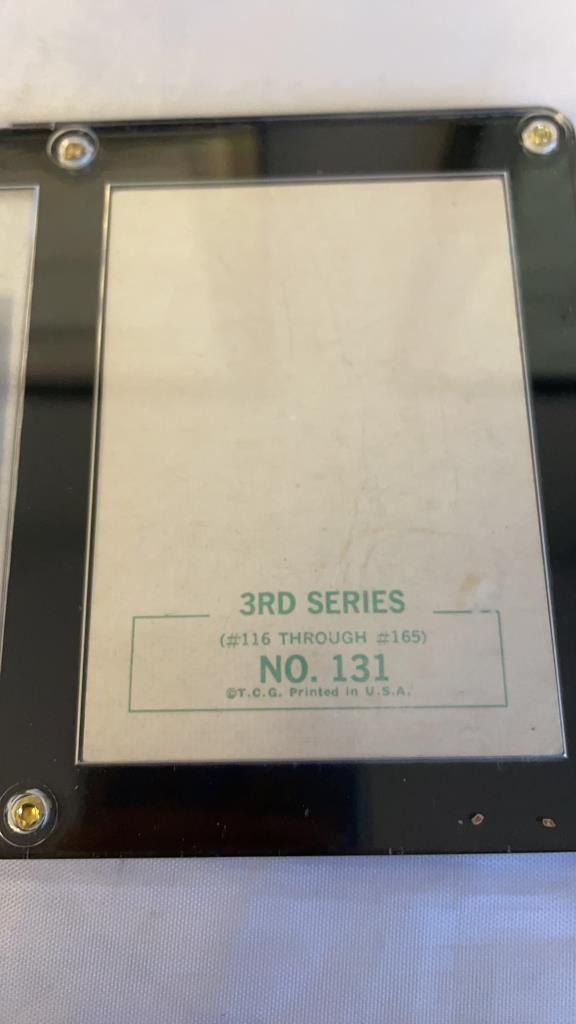 3RD SERIES
(#116 THROUGH #165)
NO. 131
©T.C.G. Printed in U.S.A.